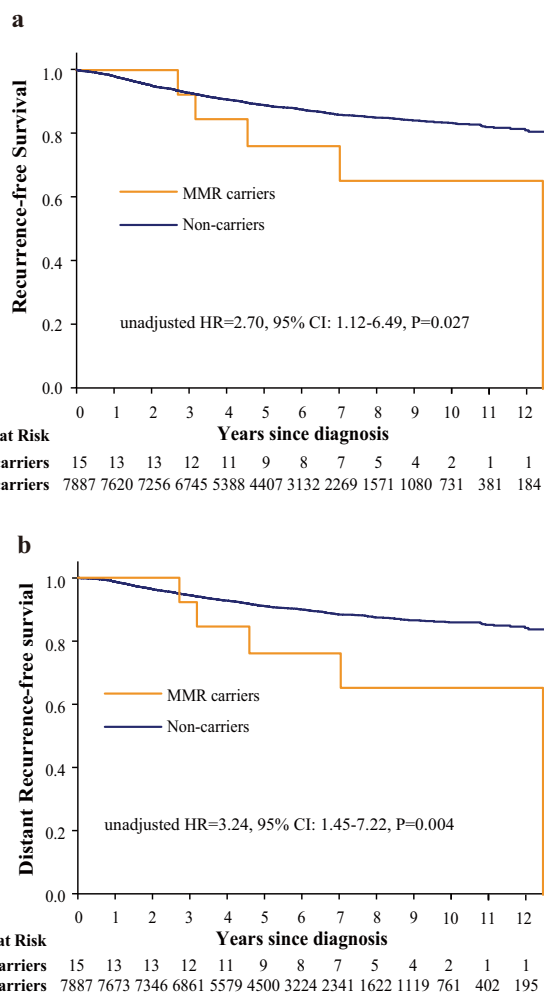 a
Recurrence-free Survival
1.0
0.8
0.6
0.4
0.2
0.0
MMR carriers
Non-carriers
unadjusted HR=2.70, 95% CI: 1.12-6.49, P=0.027
0 1 2 3 4 5 6 7 8 9 10 11 12
at Risk
Years since diagnosis
carriers 15 13 13 12 11 9 8 7 5 4 2 1 1
carriers 7887 7620 7256 6745 5388 4407 3132 2269 1571 1080 731 381 184
b
Distant Recurrence-free survial
1.0
0.8
0.6
0.4
0.2
0.0
MMR carriers
Non-carriers
unadjusted HR=3.24, 95% CI: 1.45-7.22, P=0.004
0 1 2 3 4 5 6 7 8 9 10 11 12
at Risk
Years since diagnosis
carriers 15 13 13 12 11 9 8 7 5 4 2 1 1
carriers 7887 7673 7346 6861 5579 4500 3224 2341 1622 1119 761 402 195